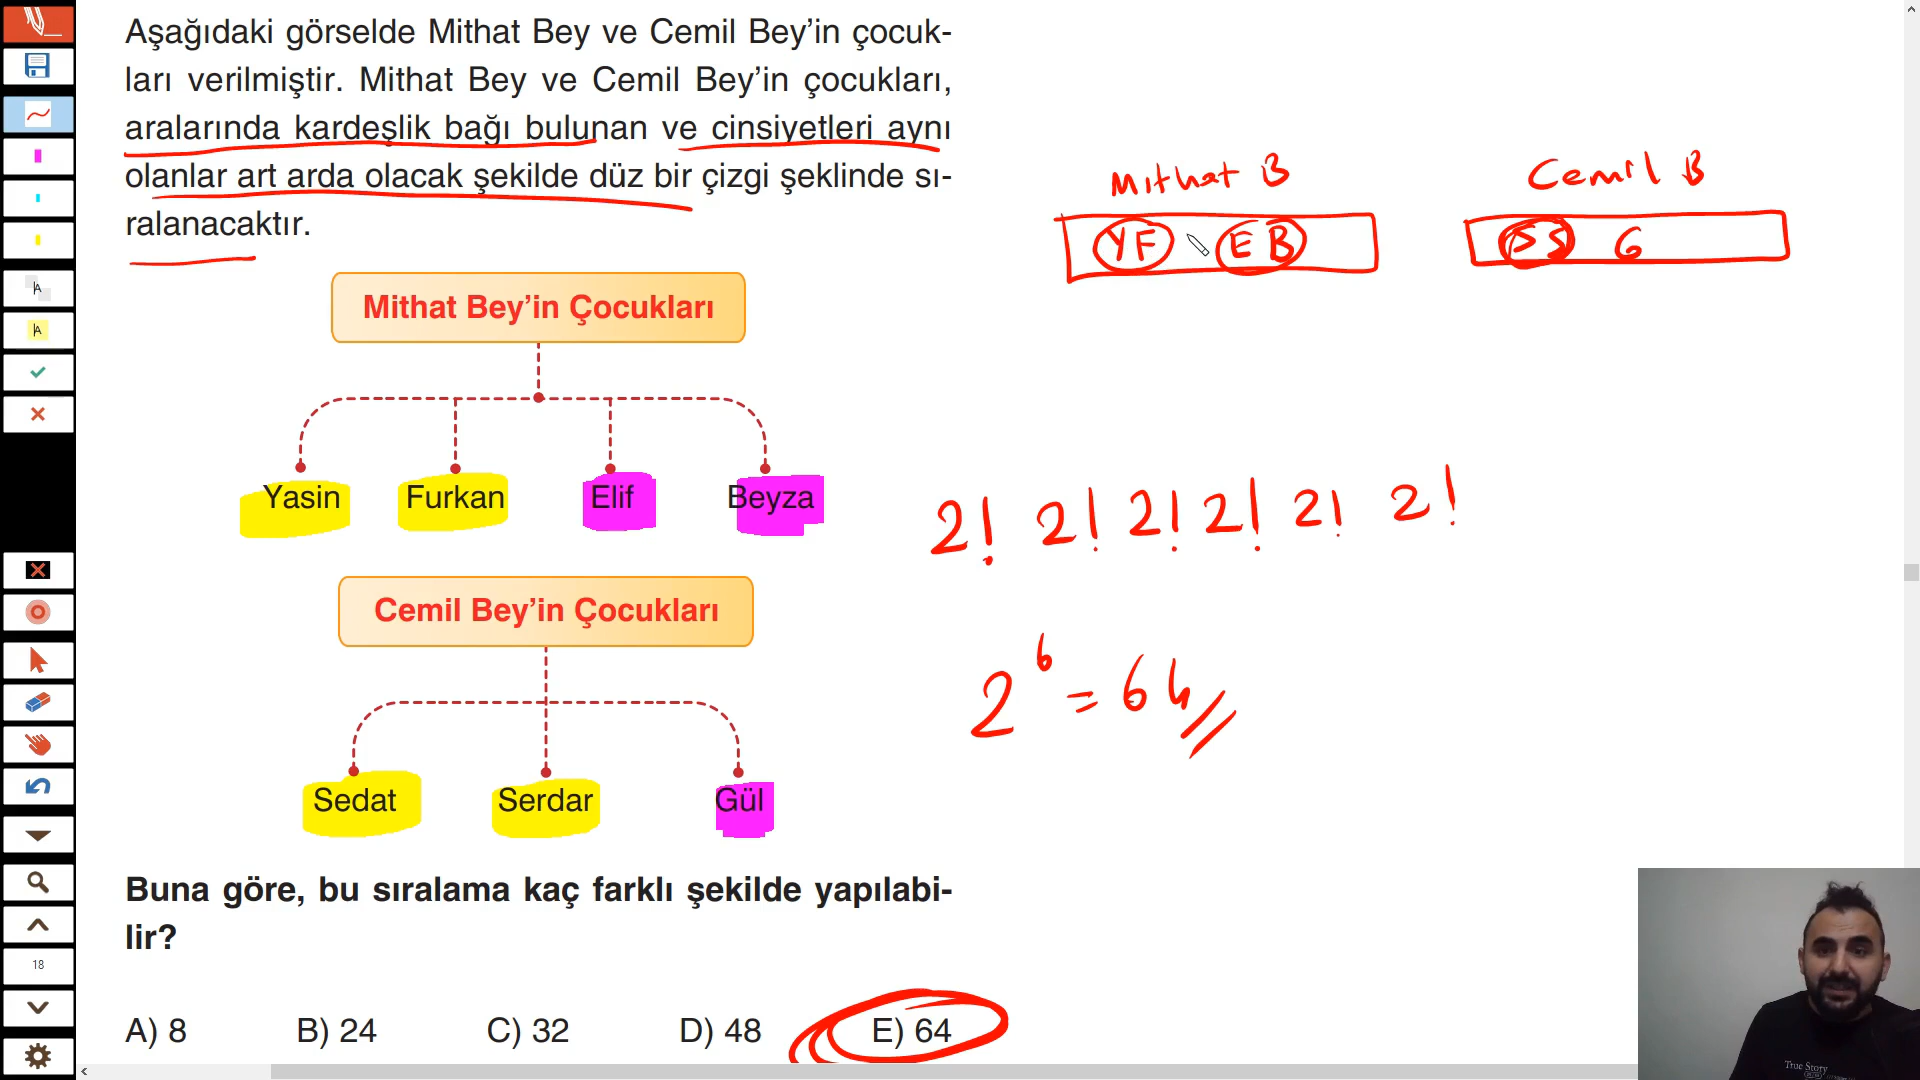 Aşağıdaki görselde Mithat Bey ve Cemil Bey’in çocuk-
ları verilmiştir. Mithat Bey ve Cemil Bey’in çocukları,
aralarında kardeşlik bağı bulunan ve cinsiyetleri aynı
olanlar art arda olacak şekilde düz bir çizgi şeklinde sı-
ralanacaktır.
Mithat B
Cemil B
YF EB
SS G
Mithat Bey’in Çocukları
Yasin Furkan Elif Beyza
2! 2! 2! 2! 2! 2!
Cemil Bey’in Çocukları
2⁶ = 64
Sedat Serdar Gül
Buna göre, bu sıralama kaç farklı şekilde yapılabi-
lir?
A) 8 B) 24 C) 32 D) 48 E) 64
18
True Story